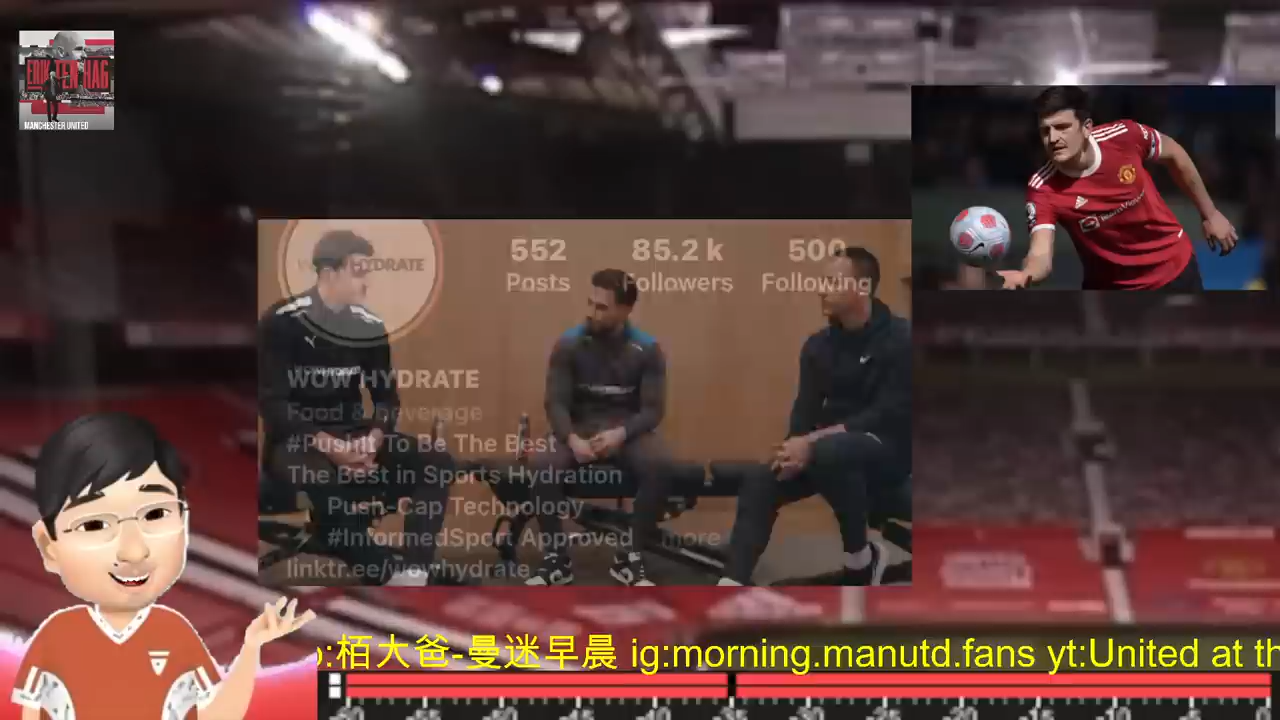 ERIK TEN HAG
MANCHESTER UNITED
HYDRATE
552
85.2 k
500
Posts
Followers
Following
WOW HYDRATE
Food & beverage
#PushIt To Be The Best
The Best in Sports Hydration
Push-Cap Technology
#InformedSport Approved more
linktr.ee/wowhydrate
TeamViewer
:栢大爸-曼迷早晨 ig:morning.manutd.fans yt:United at th